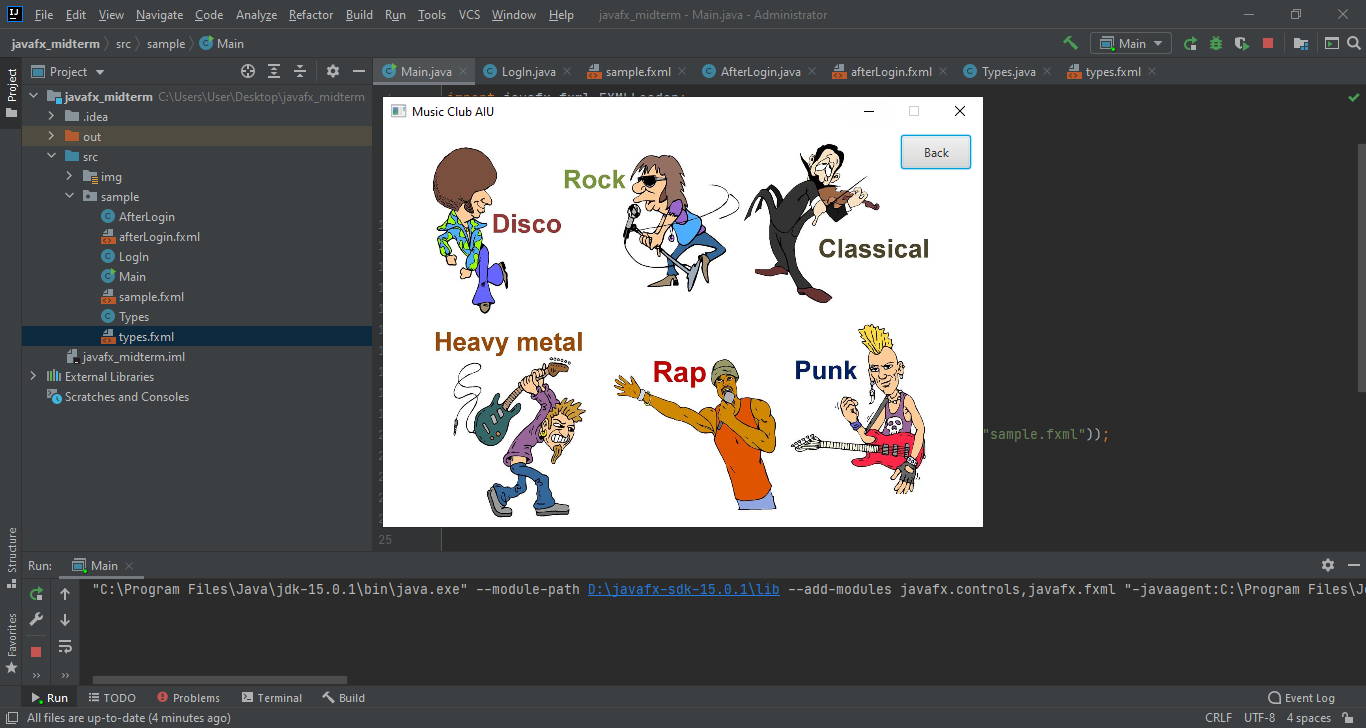 File Edit View Navigate Code Analyze Refactor Build Run Tools VCS Window Help javafx_midterm - Main.java - Administrator
javafx_midterm src sample Main
Main
Project
Project
Main.java LogIn.java sample.fxml AfterLogin.java afterLogin.fxml Types.java types.fxml
javafx_midterm C:\Users\User\Desktop\javafx_midterm
.idea
out
src
img
sample
AfterLogin
afterLogin.fxml
LogIn
Main
sample.fxml
Types
types.fxml
javafx_midterm.iml
External Libraries
Scratches and Consoles
import javafx.fxml.FXMLLoader;
Music Club AIU
Back
Rock
Disco
Classical
Heavy metal
Rap
Punk
"sample.fxml"));
25
Structure
Favorites
Run: Main
"C:\Program Files\Java\jdk-15.0.1\bin\java.exe" --module-path D:\javafx-sdk-15.0.1\lib --add-modules javafx.controls,javafx.fxml "-javaagent:C:\Program Files\Je
Run TODO Problems Terminal Build Event Log
All files are up-to-date (4 minutes ago) CRLF UTF-8 4 spaces